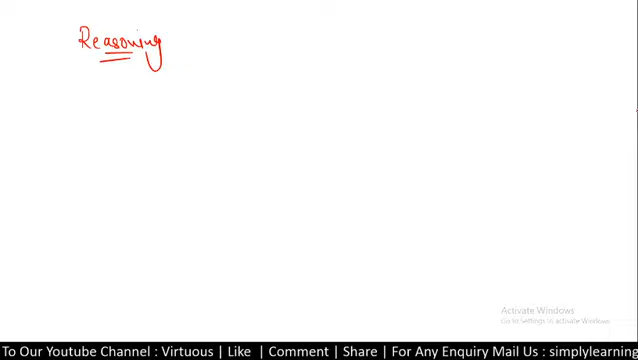 Reasoning
Activate Windows
Go to Settings to activate Windows.
To Our Youtube Channel : Virtuous | Like | Comment | Share | For Any Enquiry Mail Us : simplylearning